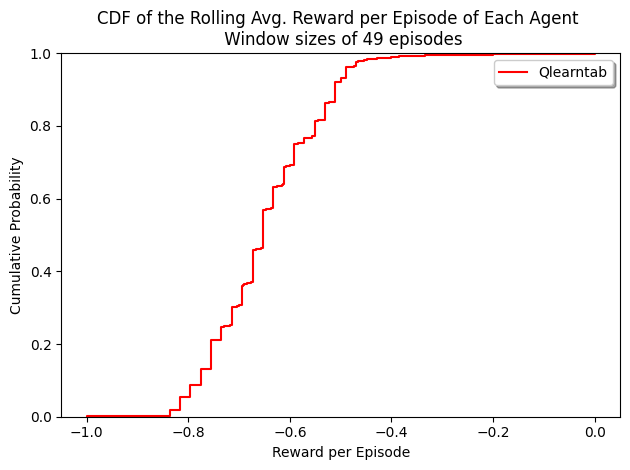 CDF of the Rolling Avg. Reward per Episode of Each Agent
Window sizes of 49 episodes
1.0
0.8
0.6
0.4
0.2
0.0
Cumulative Probability
Qlearntab
−1.0
−0.8
−0.6
−0.4
−0.2
0.0
Reward per Episode